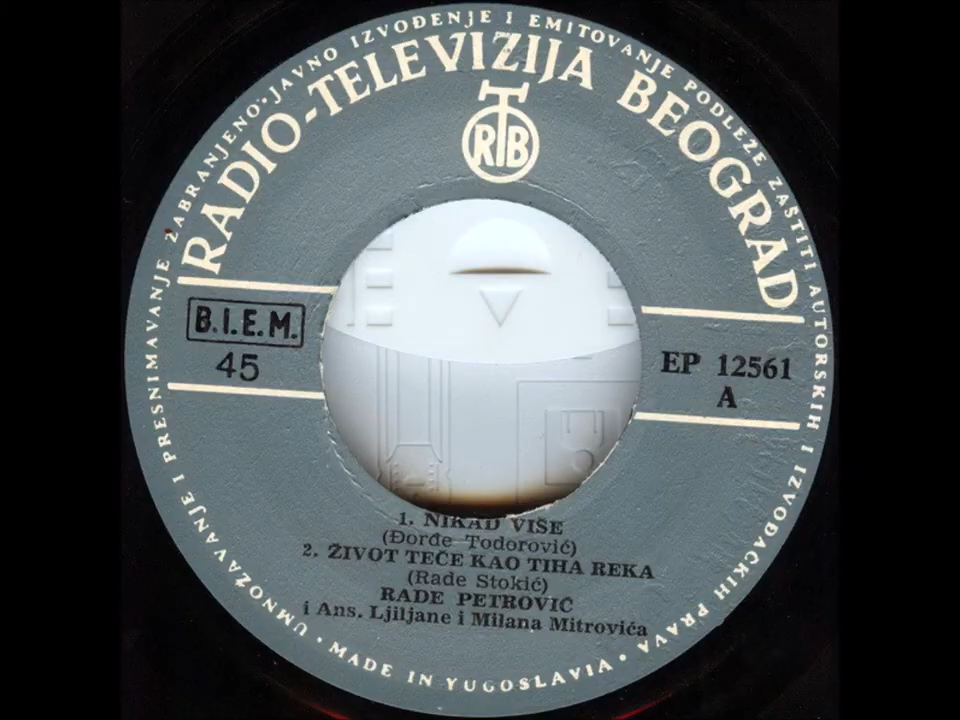 UMNOŽAVANJE I PRESNIMAVANJE ZABRANJENO · JAVNO IZVOĐENJE I EMITOVANJE PODLEŽE ZAŠTITI AUTORSKIH I IZVOĐAČKIH PRAVA · MADE IN YUGOSLAVIA ·
RADIO-TELEVIZIJA BEOGRAD
RTB
B.I.E.M.
45
EP 12561
A
1. NIKAD VIŠE
(Đorđe Todorović)
2. ŽIVOT TEČE KAO TIHA REKA
(Rade Stokić)
RADE PETROVIĆ
i Ans. Ljiljane i Milana Mitrovića